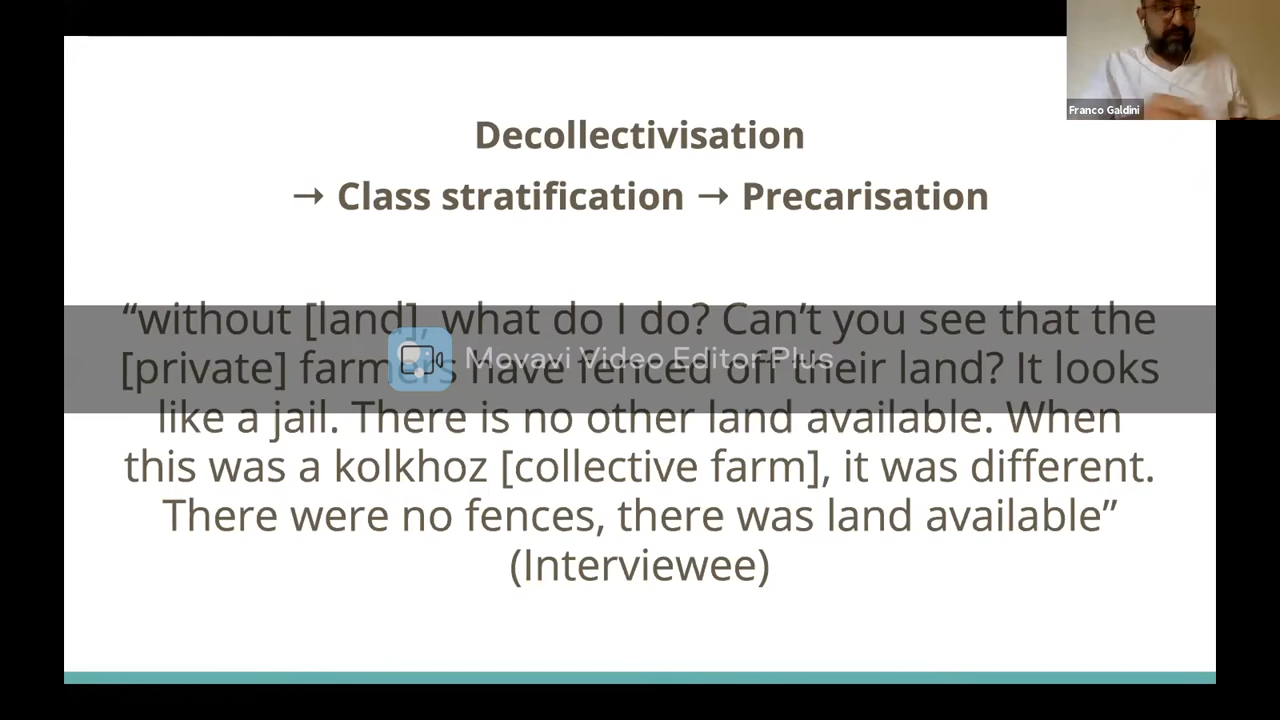 Franco Galdini
Decollectivisation
→ Class stratification → Precarisation
“without [land], what do I do? Can’t you see that the
[private] farmers have fenced off their land? It looks
Movavi Video Editor Plus
like a jail. There is no other land available. When
this was a kolkhoz [collective farm], it was different.
There were no fences, there was land available”
(Interviewee)